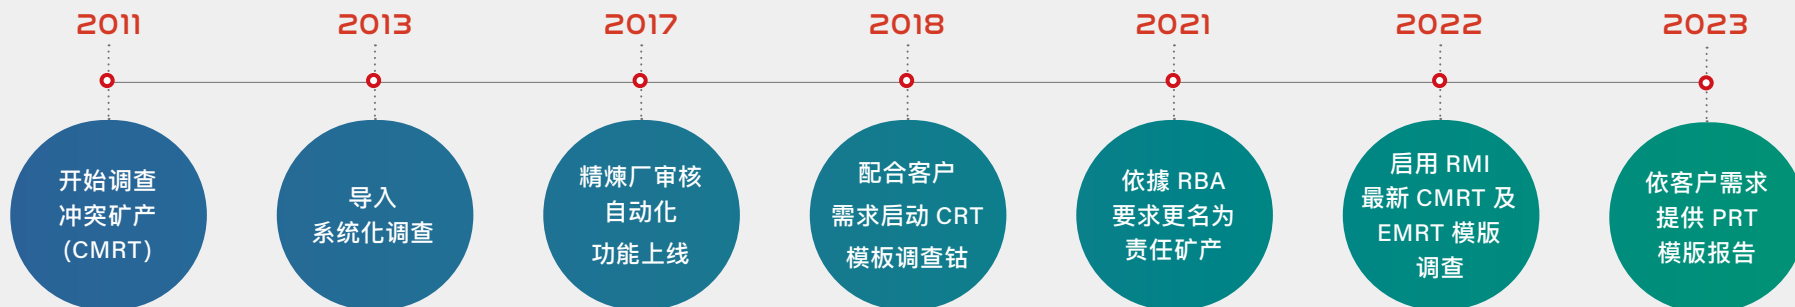 2011
2013
2017
2018
2021
2022
2023
开始调查
冲突矿产
(CMRT)
导入
系统化调查
精煉厂审核
自动化
功能上线
配合客户
需求启动 CRT
模板调查钴
依據 RBA
要求更名为
责任矿产
启用 RMI
最新 CMRT 及
EMRT 模版
调查
依客户需求
提供 PRT
模版报告